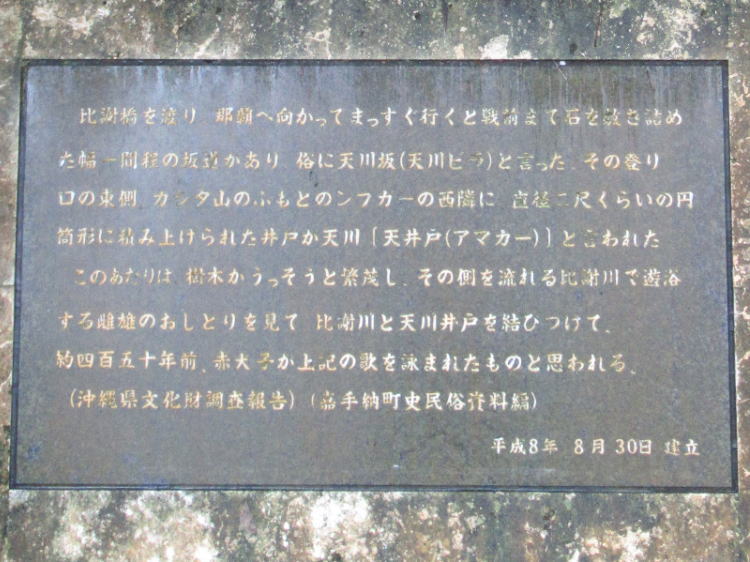 比謝橋を渡り、那覇へ向かってまっすぐ行くと戦前まで石を敷き詰め
た幅一間程の坂道があり、俗に天川坂(天川ビラ)と言った。その登り
口の東側、カシタ山のふもとのンブガーの西隣に、直径二尺くらいの円
筒形に積み上げられた井戸が天川〔天井戸(アマカー)〕と言われた
このあたりは、樹木がうっそうと繁茂し、その側を流れる比謝川で遊浴
する雌雄のおしどりを見て、比謝川と天川井戸を結びつけて、
約四百五十年前、赤犬子が上記の歌を詠まれたものと思われる。
(沖縄県文化財調査報告)(嘉手納町史民俗資料編)
平成8年 8月30日 建立